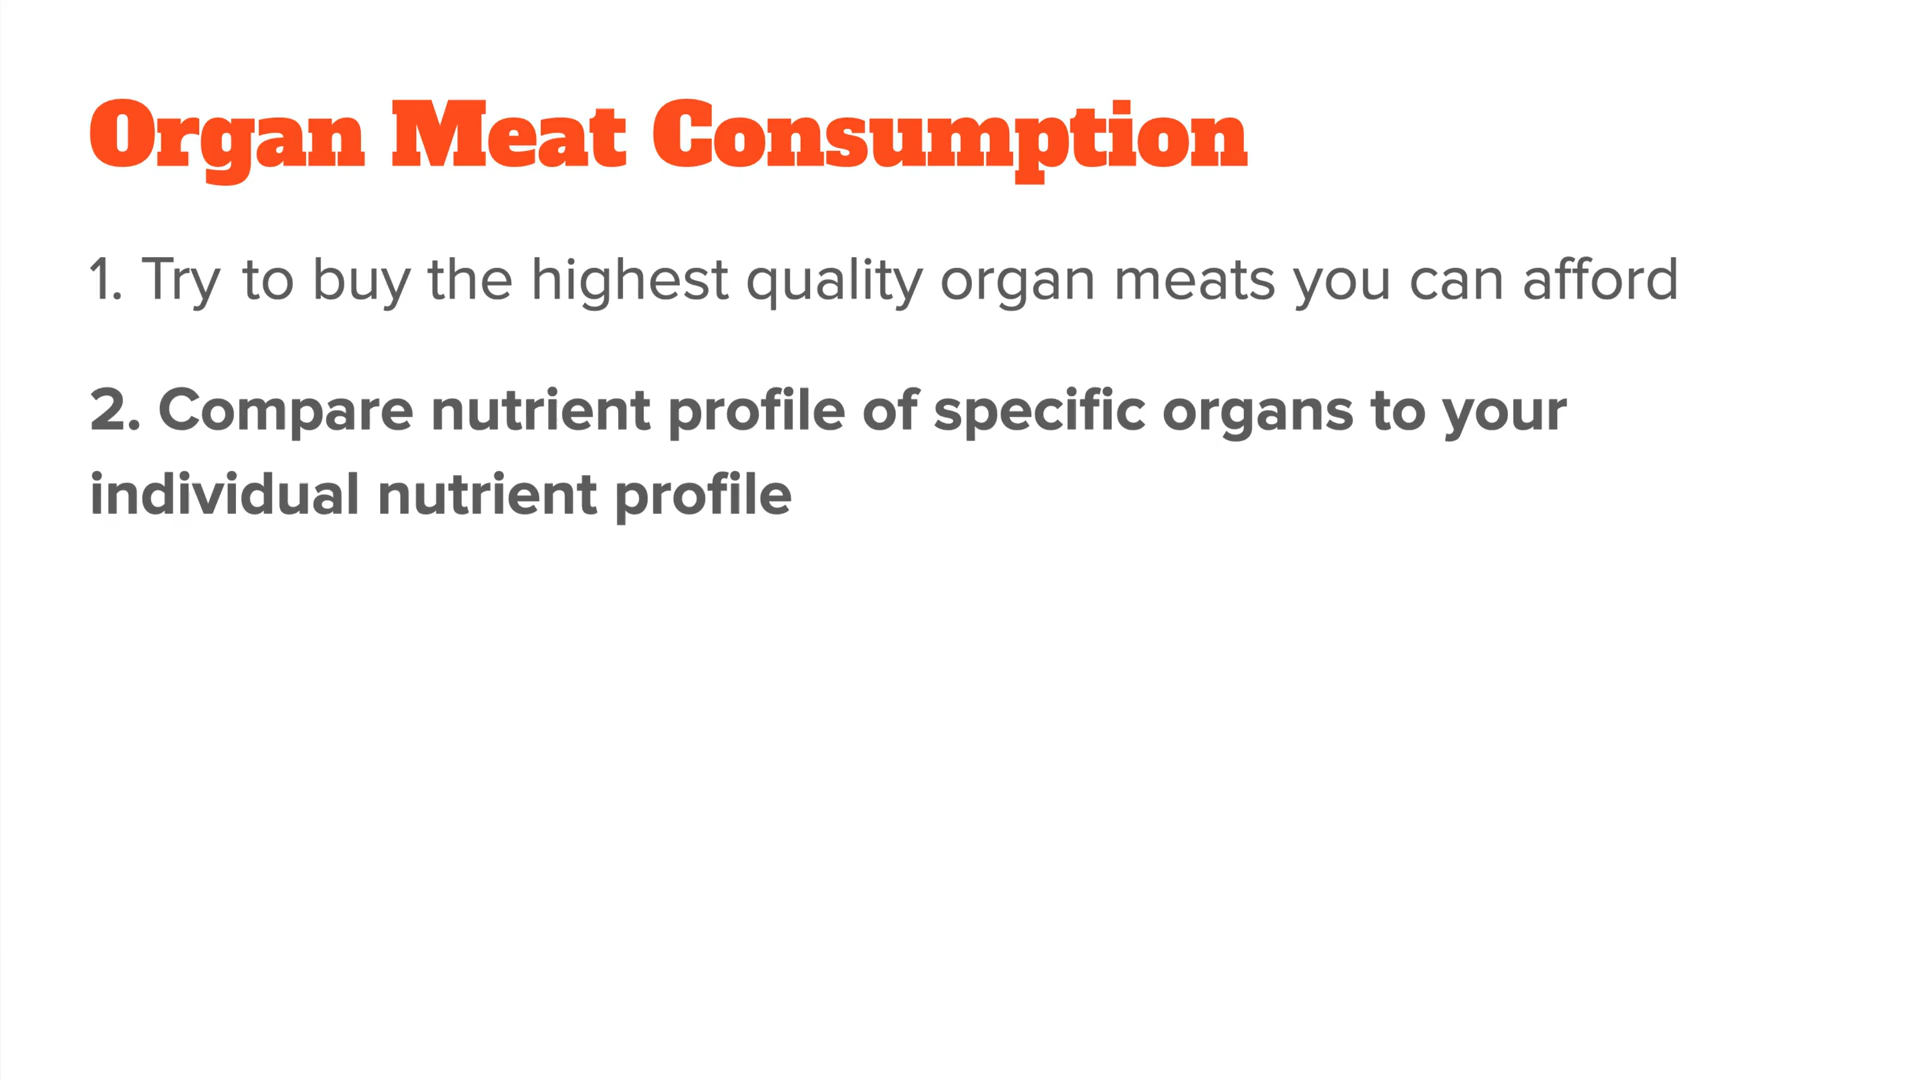 Organ Meat Consumption
1. Try to buy the highest quality organ meats you can afford
2. Compare nutrient profile of specific organs to your
individual nutrient profile